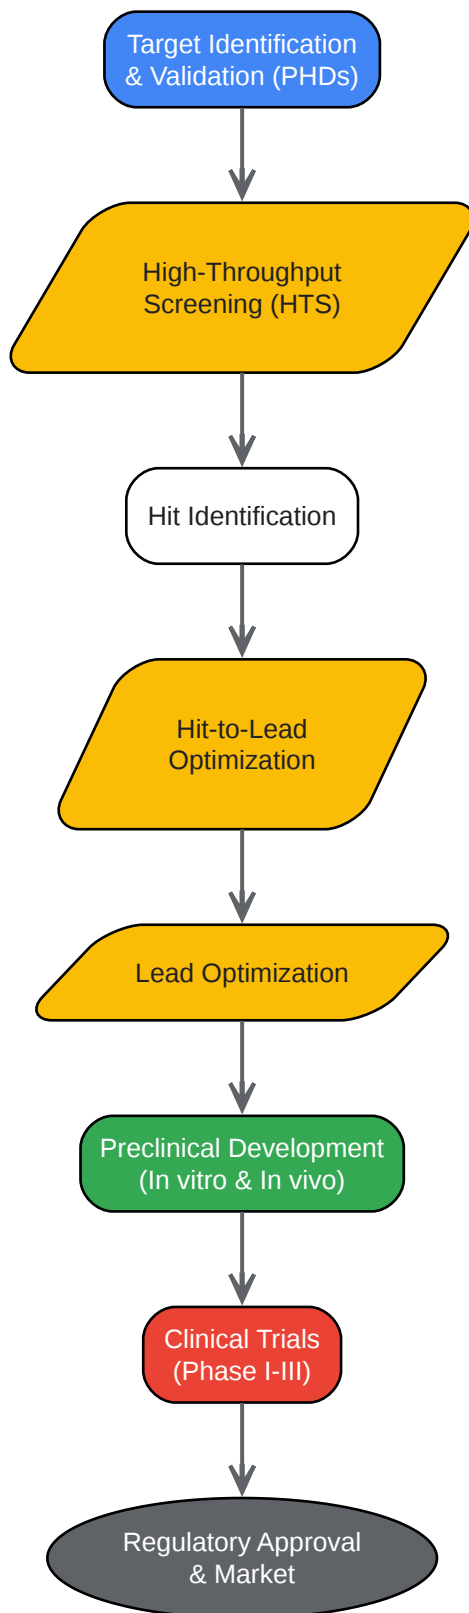 Target Identification
& Validation (PHDs)
High-Throughput
Screening (HTS)
Hit Identification
Hit-to-Lead
Optimization
Lead Optimization
Preclinical Development
(In vitro & In vivo)
Clinical Trials
(Phase I-III)
Regulatory Approval
& Market